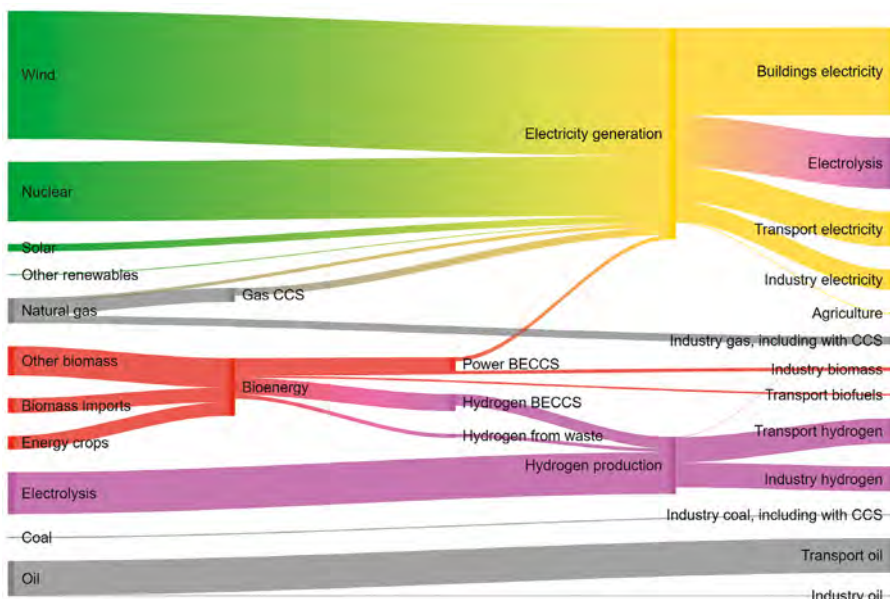 Wind
Buildings electricity
Electricity generation
Electrolysis
Nuclear
Transport electricity
Solar
Other renewables
Industry electricity
Gas CCS
Natural gas
Agriculture
Industry gas, including with CCS
Other biomass
Power BECCS
Industry biomass
Bioenergy
Transport biofuels
Biomass Imports
Hydrogen BECCS
Transport hydrogen
Energy crops
Hydrogen from waste
Hydrogen production
Industry hydrogen
Electrolysis
Industry coal, including with CCS
Coal
Transport oil
Oil
Industry oil